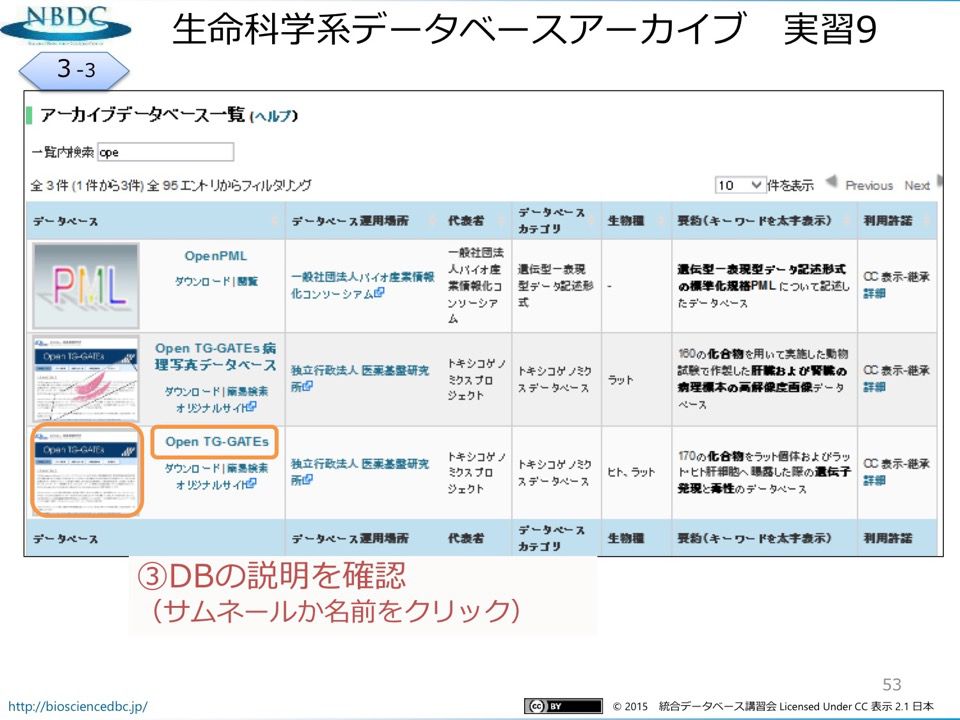 NBDC
生命科学系データベースアーカイブ　実習9
3-3
アーカイブデータベース一覧 (ヘルプ)
一覧内検索 ope
全 3 件 (1 件から3件) 全 95 エントリからフィルタリング
10 件を表示 Previous Next
データベース データベース運用場所 代表者 データベース
カテゴリ 生物種 要約(キーワードを太字表示) 利用許諾
PML
OpenPML
ダウンロード | 閲覧
一般社団法人バイオ産業情報
化コンソーシアム
一般社団法
人バイオ産
業情報化コ
ンソーシア
ム
遺伝型ー表現
型データ記述形
式
-
遺伝型ー表現型データ記述形式
の標準化規格PML について記述し
たデータベース
CC 表示-継承
詳細
Open TG-GATEs
Open TG-GATEs 病
理写真データベース
ダウンロード | 簡易検索
オリジナルサイト
独立行政法人 医薬基盤研究
所
トキシコゲノ
ミクスプロ
ジェクト
トキシコゲノミク
スデータベース
ラット
160の化合物を用いて実施した動物
試験で作製した肝臓および腎臓の
病理標本の高解像度画像データ
ベース
CC 表示-継承
詳細
Open TG-GATEs
Open TG-GATEs
ダウンロード | 簡易検索
オリジナルサイト
独立行政法人 医薬基盤研究
所
トキシコゲノ
ミクスプロ
ジェクト
トキシコゲノミク
スデータベース
ヒト、ラット
170の化合物をラット個体およびラッ
ト・ヒト肝細胞へ曝露した際の遺伝子
発現と毒性のデータベース
CC 表示-継承
詳細
データベース データベース運用場所 代表者 データベース
カテゴリ 生物種 要約(キーワードを太字表示) 利用許諾
③DBの説明を確認
（サムネールか名前をクリック）
53
http://biosciencedbc.jp/
cc BY
© 2015　統合データベース講習会 Licensed Under CC 表示 2.1 日本